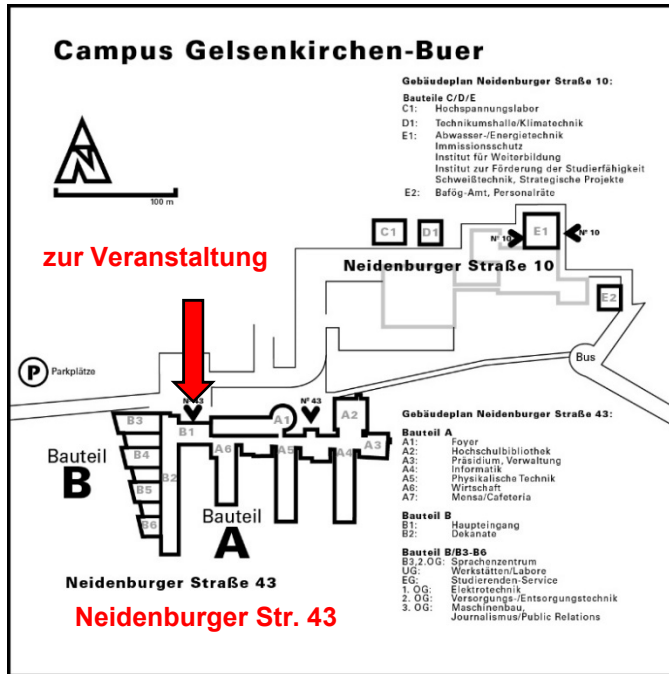 Campus Gelsenkirchen-Buer
Gebäudeplan Neidenburger Straße 10:
Bauteile C/D/E
C1: Hochspannungslabor
D1: Technikumshalle/Klimatechnik
E1: Abwasser-/Energietechnik
Immissionsschutz
Institut für Weiterbildung
Institut zur Förderung der Studierfähigkeit
Schweißtechnik, Strategische Projekte
E2: Bafög-Amt, Personalräte
N
100 m
C1
D1
Nº 10
E1
Nº 10
zur Veranstaltung
Neidenburger Straße 10
E2
Bus
P Parkplätze
Nº 43
Nº 43
B3
B1
A1
A2
B4
B2
A6
A5
A4
A3
B5
B6
Bauteil
B
Bauteil
A
Gebäudeplan Neidenburger Straße 43:
Bauteil A
A1: Foyer
A2: Hochschulbibliothek
A3: Präsidium, Verwaltung
A4: Informatik
A5: Physikalische Technik
A6: Wirtschaft
A7: Mensa/Cafeteria
Bauteil B
B1: Haupteingang
B2: Dekanate
Bauteil B/B3-B6
B3,2.OG: Sprachenzentrum
UG: Werkstätten/Labore
EG: Studierenden-Service
1. OG: Elektrotechnik
2. OG: Versorgungs-/Entsorgungstechnik
3. OG: Maschinenbau,
Journalismus/Public Relations
Neidenburger Straße 43
Neidenburger Str. 43